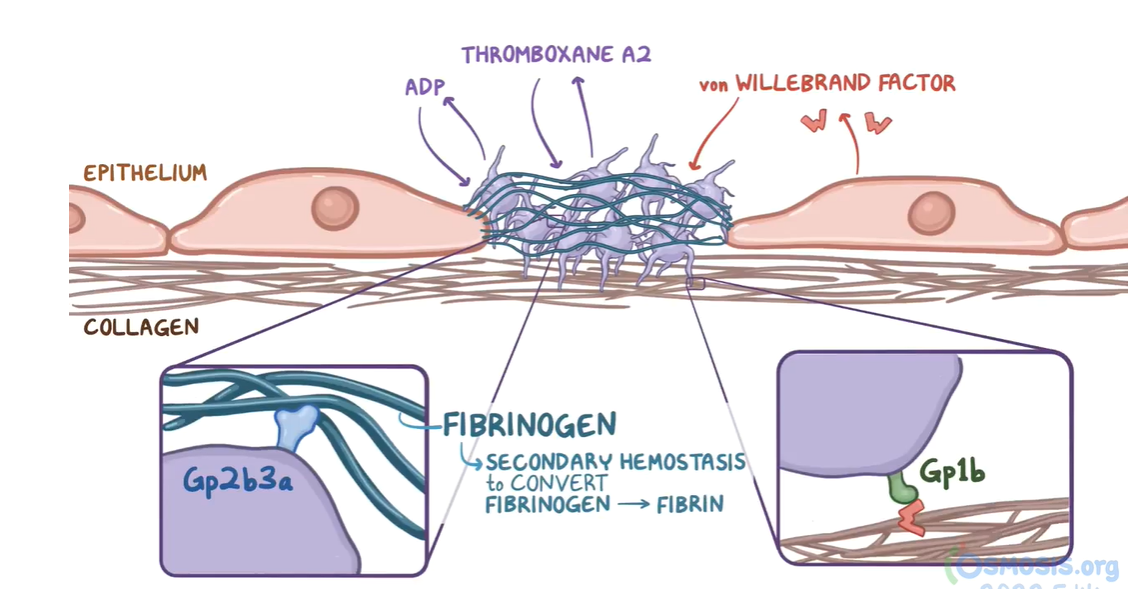 THROMBOXANE A2
ADP
von WILLEBRAND FACTOR
EPITHELIUM
COLLAGEN
Gp2b3a
FIBRINOGEN
SECONDARY HEMOSTASIS
to CONVERT
FIBRINOGEN → FIBRIN
Gp1b
OSMOSIS.org